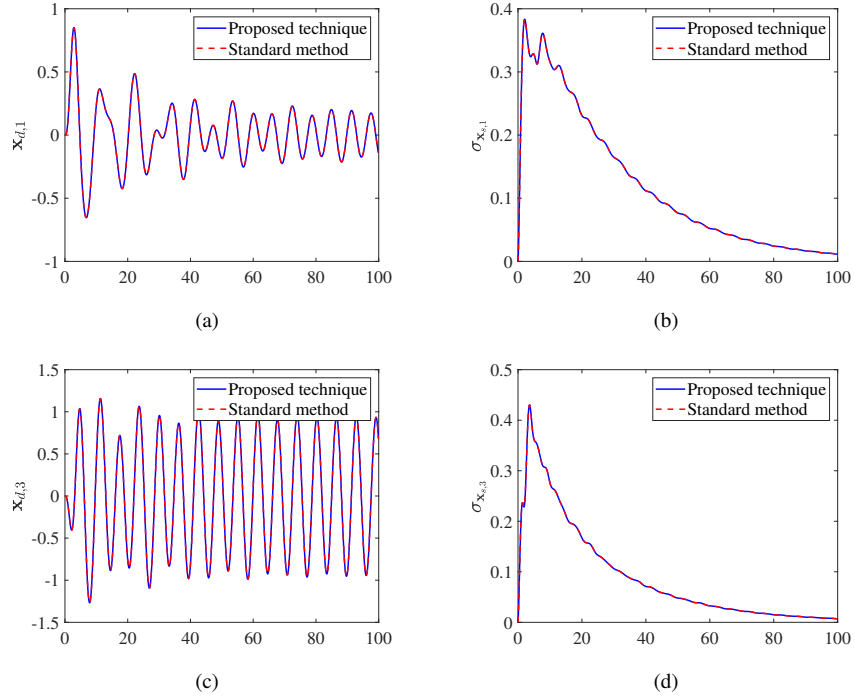 1
0.5
0
-0.5
-1
0 20 40 60 80 100
x_{d,1}
Proposed technique
Standard method
(a)
0.4
0.3
0.2
0.1
0
0 20 40 60 80 100
σ_{x_{s,1}}
Proposed technique
Standard method
(b)
1.5
1
0.5
0
-0.5
-1
-1.5
0 20 40 60 80 100
x_{d,3}
Proposed technique
Standard method
(c)
0.5
0.4
0.3
0.2
0.1
0
0 20 40 60 80 100
σ_{x_{s,3}}
Proposed technique
Standard method
(d)